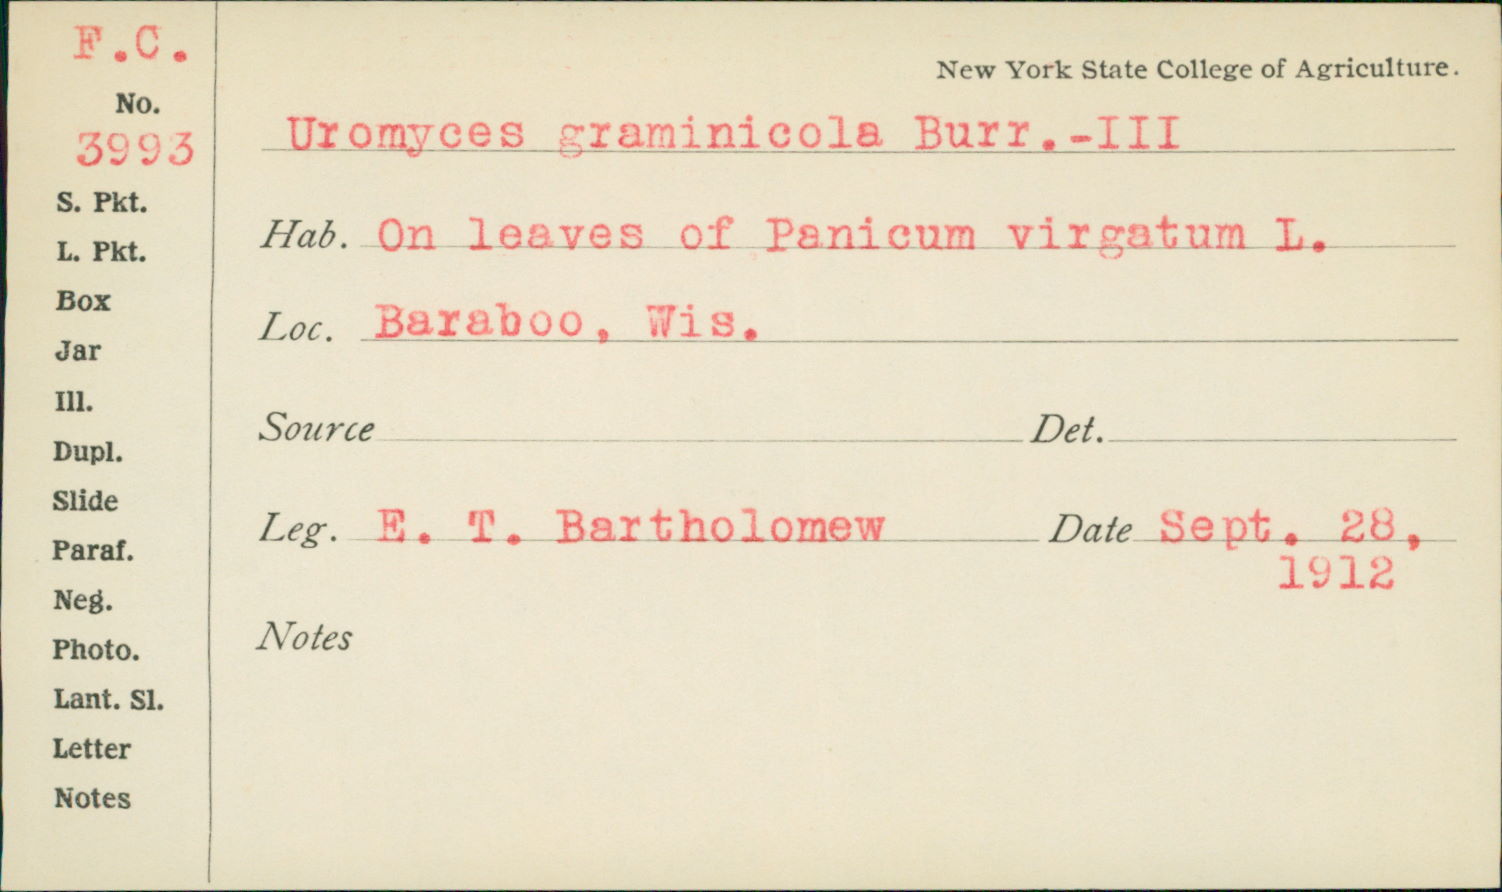 F.C.
No.
3993
S. Pkt.
L. Pkt.
Box
Jar
Ill.
Dupl.
Slide
Paraf.
Neg.
Photo.
Lant. Sl.
Letter
Notes
New York State College of Agriculture.
Uromyces graminicola Burr.-III
Hab. On leaves of Panicum virgatum L.
Loc. Baraboo, Wis.
Source Det.
Leg. E. T. Bartholomew Date Sept. 28,
1912
Notes